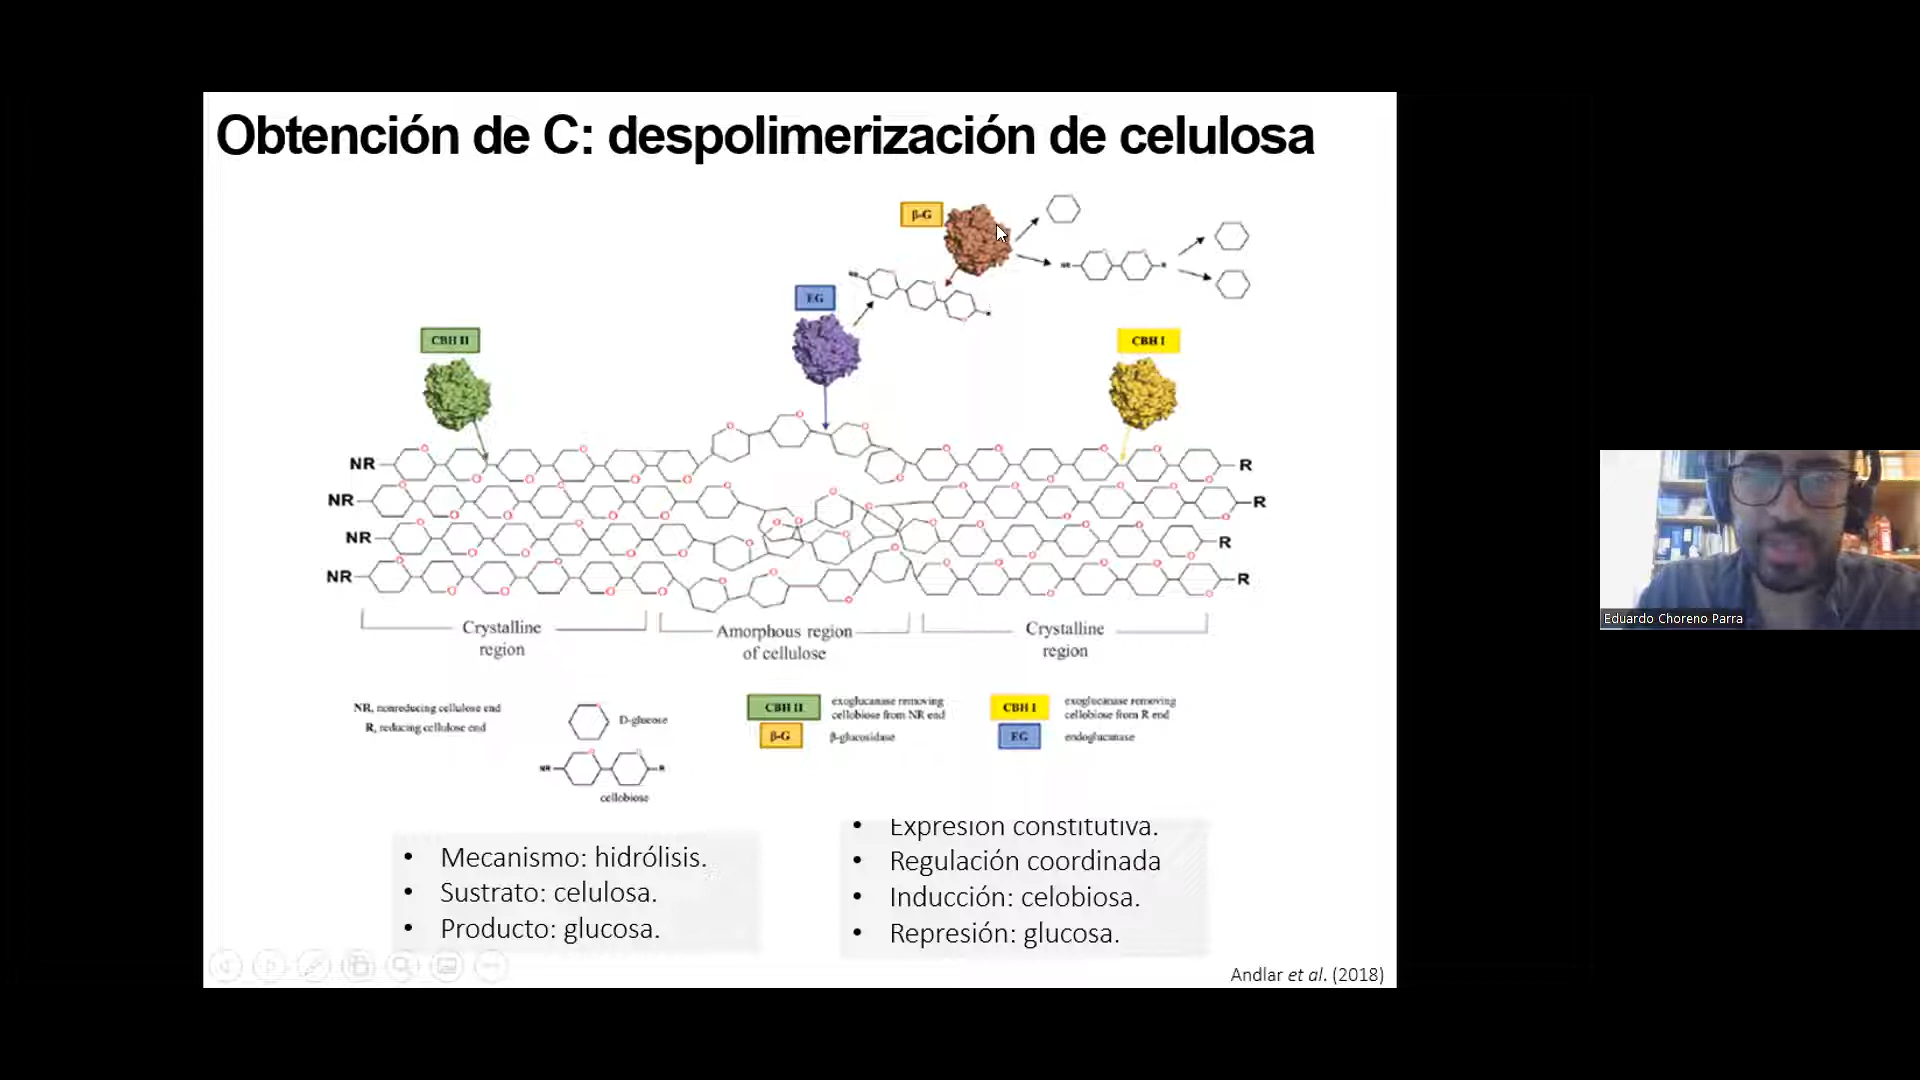 Obtención de C: despolimerización de celulosa
β-G
NR
R
EG
NR
R
CBH II
CBH I
NR
R
NR
R
NR
R
NR
R
Crystalline
region
Amorphous region
of cellulose
Crystalline
region
NR, nonreducing cellulose end
R, reducing cellulose end
D-glucose
NR
R
cellobiose
CBH II
exoglucanase removing
cellobiose from NR end
β-G
β-glucosidase
CBH I
exoglucanase removing
cellobiose from R end
EG
endoglucanase
• Mecanismo: hidrólisis.
• Sustrato: celulosa.
• Producto: glucosa.
• Expresión constitutiva.
• Regulación coordinada
• Inducción: celobiosa.
• Represión: glucosa.
Andlar et al. (2018)
Eduardo Choreno Parra